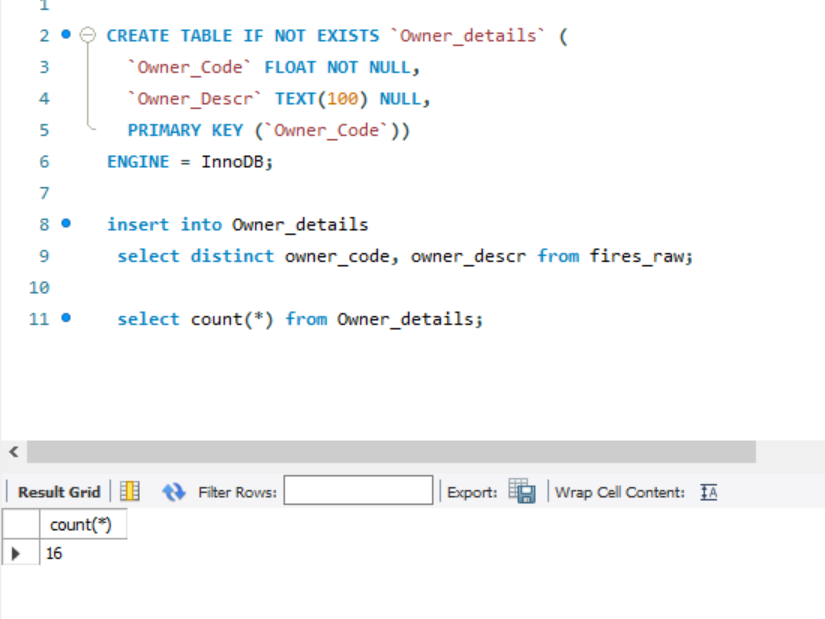 1
2 CREATE TABLE IF NOT EXISTS `Owner_details` (
3 `Owner_Code` FLOAT NOT NULL,
4 `Owner_Descr` TEXT(100) NULL,
5 PRIMARY KEY (`Owner_Code`))
6 ENGINE = InnoDB;
7
8 insert into Owner_details
9 select distinct owner_code, owner_descr from fires_raw;
10
11 select count(*) from Owner_details;
Result Grid Filter Rows: Export: Wrap Cell Content: IA
count(*)
16